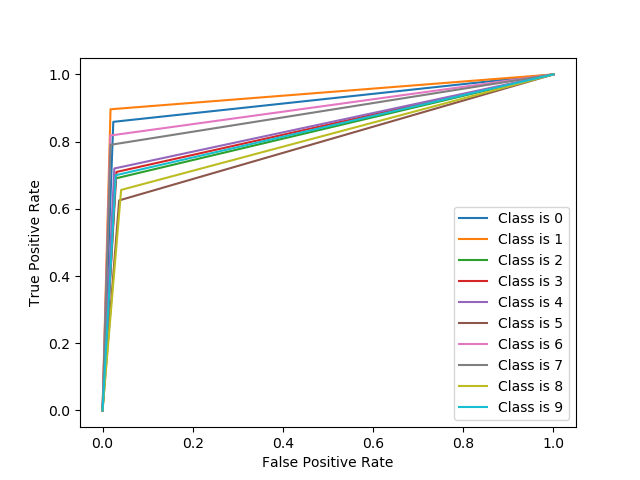 1.0
0.8
0.6
0.4
0.2
0.0
True Positive Rate
0.0 0.2 0.4 0.6 0.8 1.0
False Positive Rate
Class is 0
Class is 1
Class is 2
Class is 3
Class is 4
Class is 5
Class is 6
Class is 7
Class is 8
Class is 9